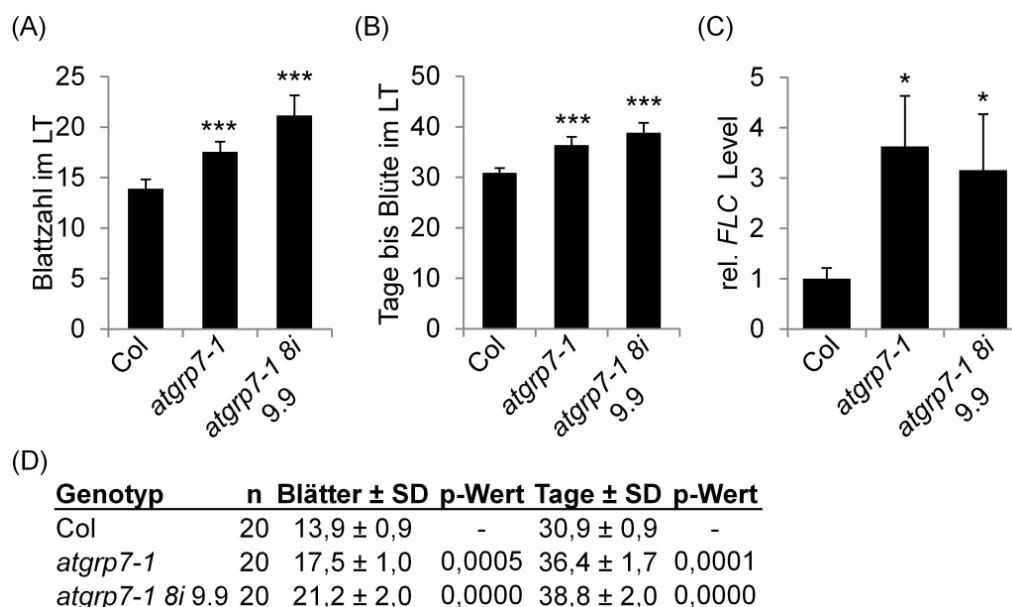 (A)
Blattzahl im LT
25
20
15
10
5
0
***
***
Col
atgrp7-1
atgrp7-1 8i
9.9
(B)
Tage bis Blüte im LT
50
40
30
20
10
0
***
***
Col
atgrp7-1
atgrp7-1 8i
9.9
(C)
rel. FLC Level
5
4
3
2
1
0
*
*
Col
atgrp7-1
atgrp7-1 8i
9.9
(D)
Genotyp n Blätter ± SD p-Wert Tage ± SD p-Wert
Col 20 13,9 ± 0,9 - 30,9 ± 0,9 -
atgrp7-1 20 17,5 ± 1,0 0,0005 36,4 ± 1,7 0,0001
atgrp7-1 8i 9.9 20 21,2 ± 2,0 0,0000 38,8 ± 2,0 0,0000